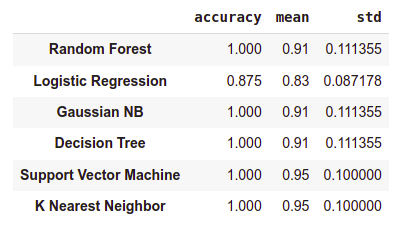 accuracy mean std
Random Forest 1.000 0.91 0.111355
Logistic Regression 0.875 0.83 0.087178
Gaussian NB 1.000 0.91 0.111355
Decision Tree 1.000 0.91 0.111355
Support Vector Machine 1.000 0.95 0.100000
K Nearest Neighbor 1.000 0.95 0.100000